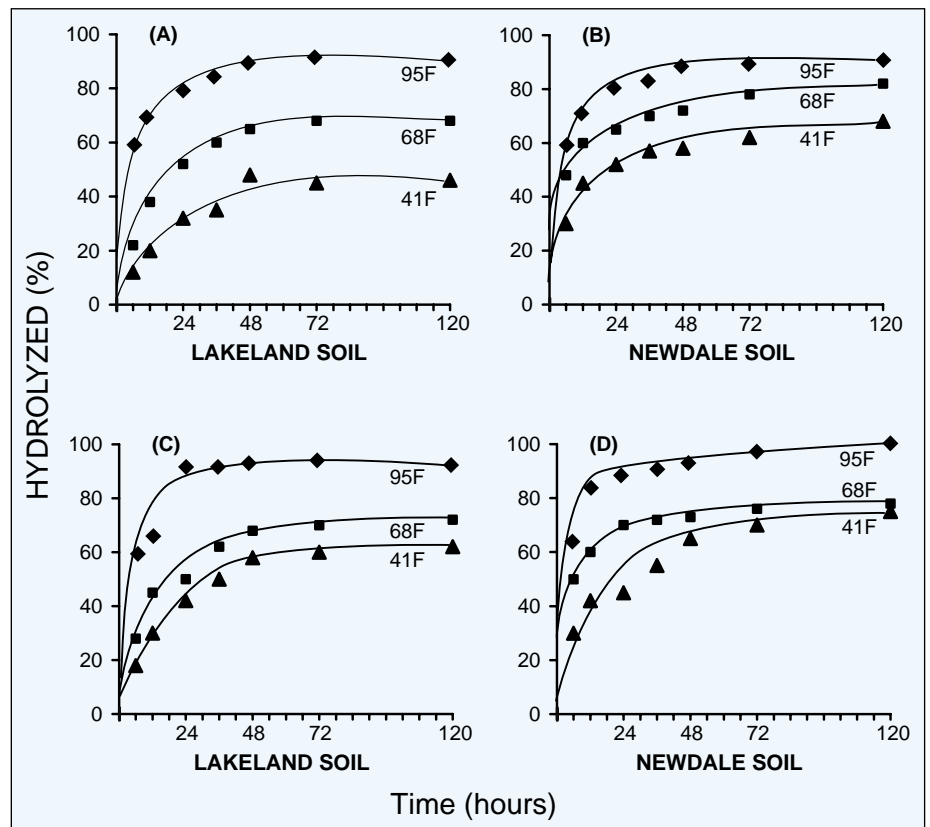 HYDROLYZED (%)
(A)
100
80
60
40
20
0
95F
68F
41F
24 48 72 120
LAKELAND SOIL
(B)
100
80
60
40
20
0
95F
68F
41F
24 48 72 120
NEWDALE SOIL
(C)
100
80
60
40
20
0
95F
68F
41F
24 48 72 120
LAKELAND SOIL
(D)
100
80
60
40
20
0
95F
68F
41F
24 48 72 120
NEWDALE SOIL
Time (hours)